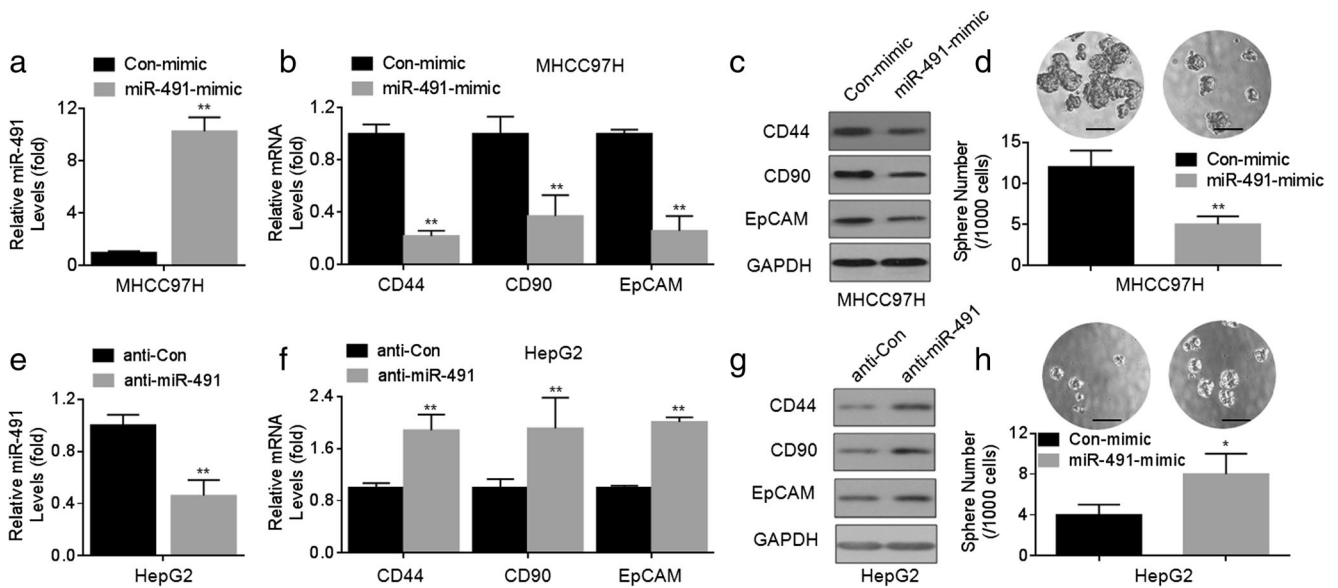 a
Con-mimic
miR-491-mimic
Relative miR-491
Levels (fold)
12
8
4
0
**
MHCC97H
b
Con-mimic
miR-491-mimic
MHCC97H
Relative mRNA
Levels (fold)
1.2
0.8
0.4
0.0
**
**
**
CD44
CD90
EpCAM
c
Con-mimic
miR-491-mimic
CD44
CD90
EpCAM
GAPDH
MHCC97H
d
Sphere Number
(/1000 cells)
15
10
5
0
Con-mimic
miR-491-mimic
**
MHCC97H
e
anti-Con
anti-miR-491
Relative miR-491
Levels (fold)
1.2
0.8
0.4
0.0
**
HepG2
f
anti-Con
anti-miR-491
HepG2
Relative mRNA
Levels (fold)
2.4
1.6
0.8
0.0
**
**
**
CD44
CD90
EpCAM
g
anti-Con
anti-miR-491
CD44
CD90
EpCAM
GAPDH
HepG2
h
Sphere Number
(/1000 cells)
12
8
4
0
Con-mimic
miR-491-mimic
*
HepG2